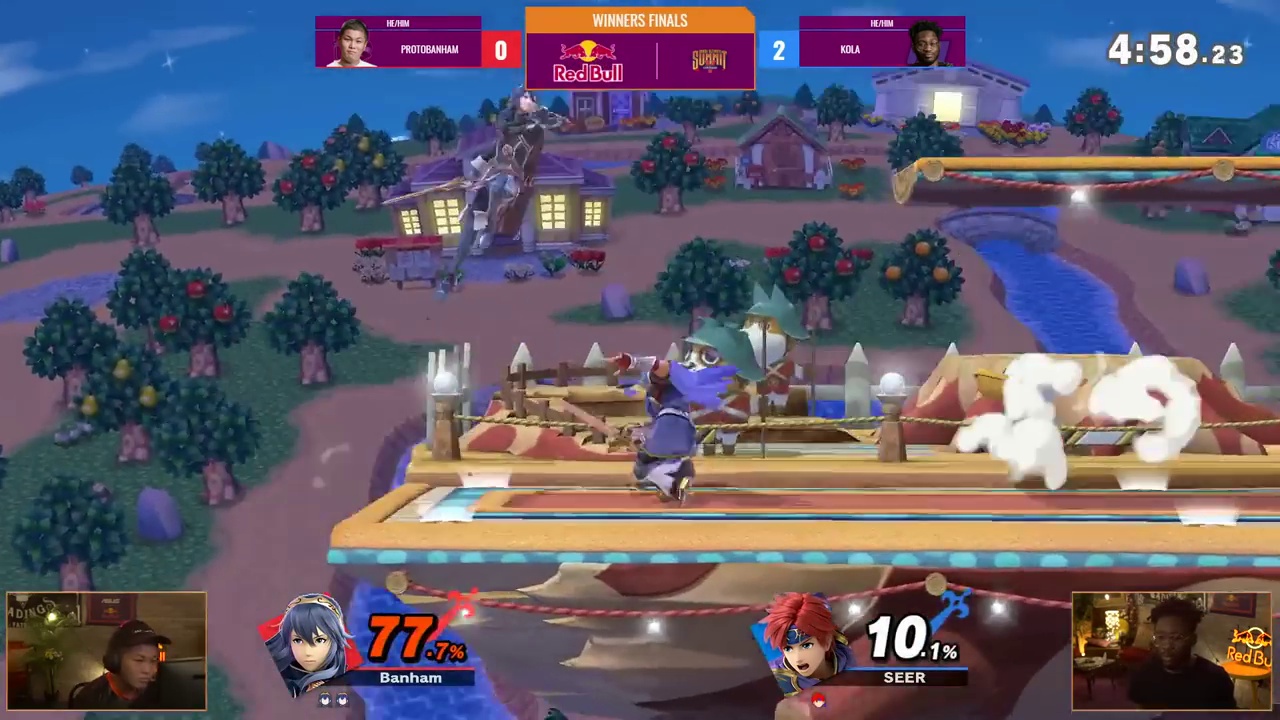 HE/HIM
PROTOBANHAM
0
WINNERS FINALS
Red Bull
SUMMIT
2
HE/HIM
KOLA
4:58.23
77.7%
Banham
10.1%
SEER